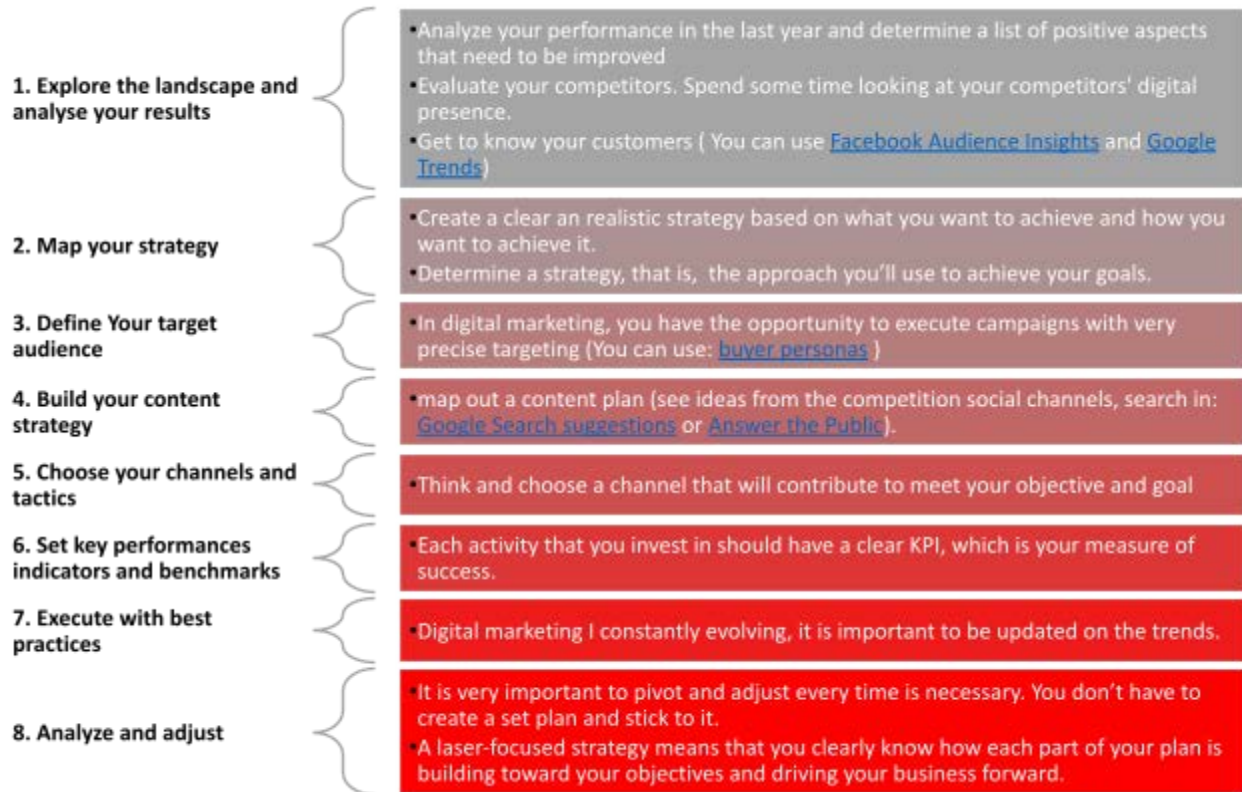 1. Explore the landscape and
analyse your results
•Analyze your performance in the last year and determine a list of positive aspects
that need to be improved
•Evaluate your competitors. Spend some time looking at your competitors' digital
presence.
•Get to know your customers ( You can use Facebook Audience Insights and Google
Trends)
2. Map your strategy
•Create a clear an realistic strategy based on what you want to achieve and how you
want to achieve it.
•Determine a strategy, that is,  the approach you'll use to achieve your goals.
3. Define Your target
audience
•In digital marketing, you have the opportunity to execute campaigns with very
precise targeting (You can use: buyer personas )
4. Build your content
strategy
•map out a content plan (see ideas from the competition social channels, search in:
Google Search suggestions or Answer the Public).
5. Choose your channels and
tactics
•Think and choose a channel that will contribute to meet your objective and goal
6. Set key performances
indicators and benchmarks
•Each activity that you invest in should have a clear KPI, which is your measure of
success.
7. Execute with best
practices
•Digital marketing I constantly evolving, it is important to be updated on the trends.
8. Analyze and adjust
•It is very important to pivot and adjust every time is necessary. You don't have to
create a set plan and stick to it.
•A laser-focused strategy means that you clearly know how each part of your plan is
building toward your objectives and driving your business forward.